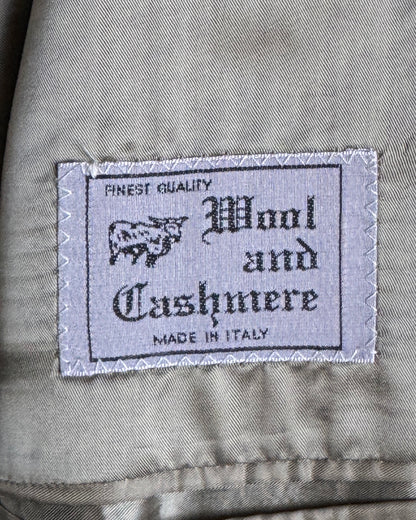 FINEST QUALITY
Wool
and
Cashmere
MADE IN ITALY